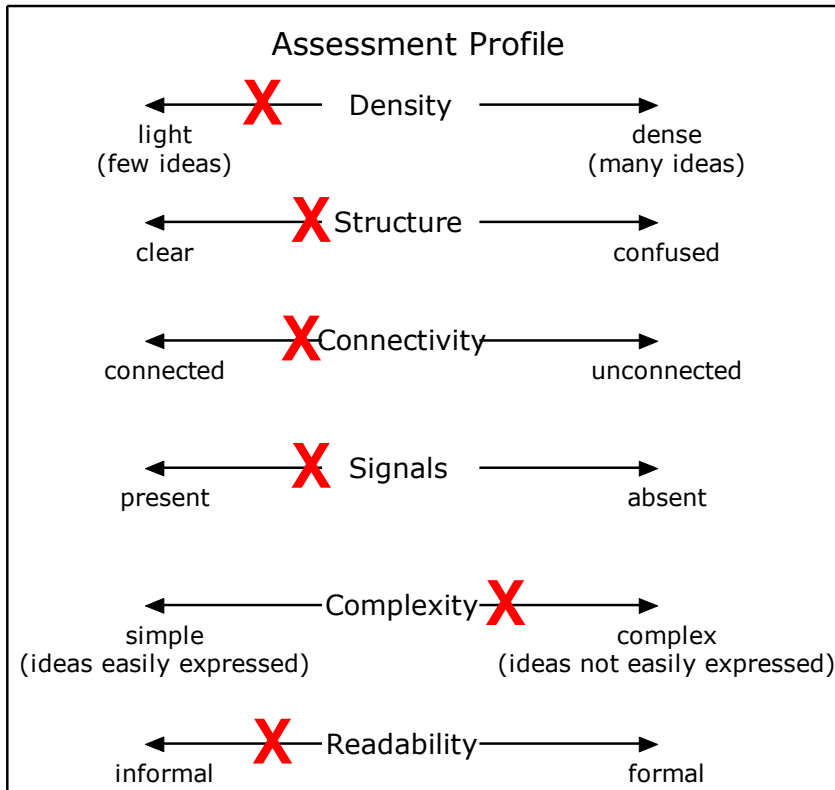 Assessment Profile
Density
light
(few ideas)
dense
(many ideas)
Structure
clear
confused
Connectivity
connected
unconnected
Signals
present
absent
Complexity
simple
(ideas easily expressed)
complex
(ideas not easily expressed)
Readability
informal
formal